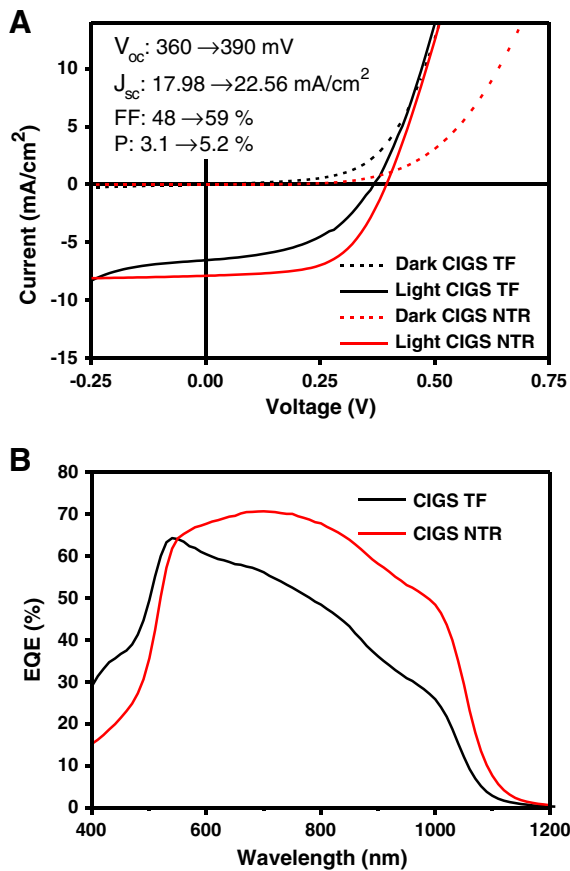 A
V_oc: 360 →390 mV
J_sc: 17.98 →22.56 mA/cm²
FF: 48 →59 %
P: 3.1 →5.2 %
10
5
0
-5
-10
-15
Current (mA/cm²)
Dark CIGS TF
Light CIGS TF
Dark CIGS NTR
Light CIGS NTR
-0.25 0.00 0.25 0.50 0.75
Voltage (V)
B
80
70
60
50
40
30
20
10
0
EQE (%)
CIGS TF
CIGS NTR
400 600 800 1000 1200
Wavelength (nm)